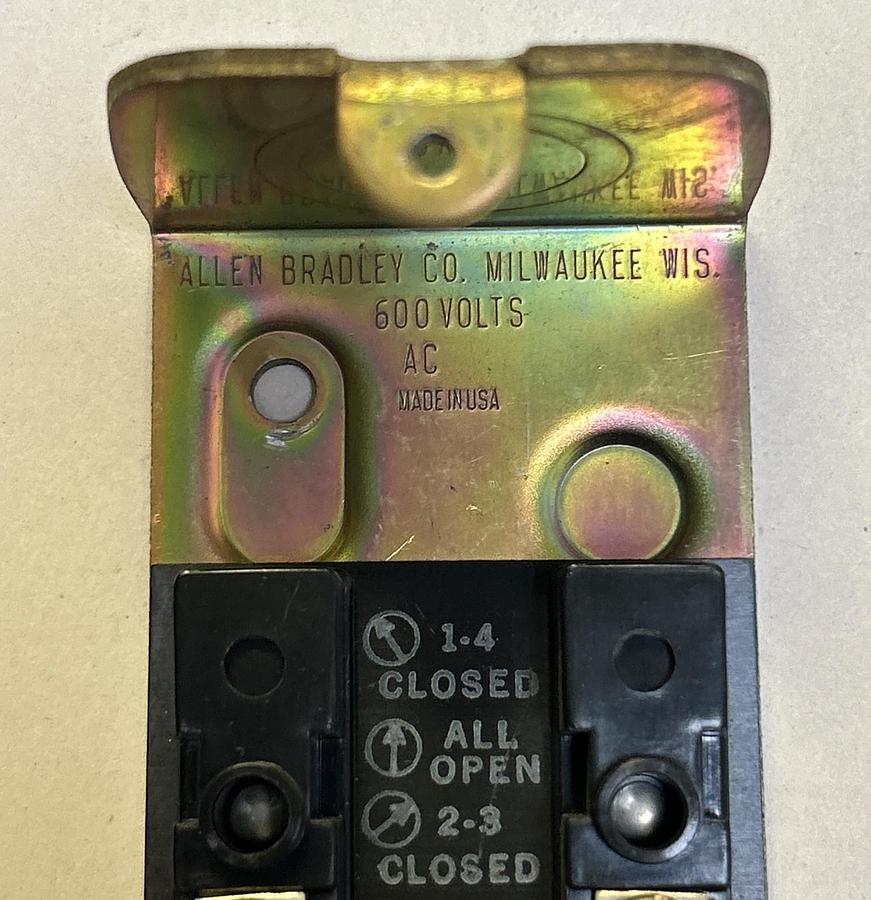 ALLEN BRADLEY CO. MILWAUKEE WIS.
600 VOLTS
AC
MADE IN USA
1-4
CLOSED
ALL
OPEN
2-3
CLOSED